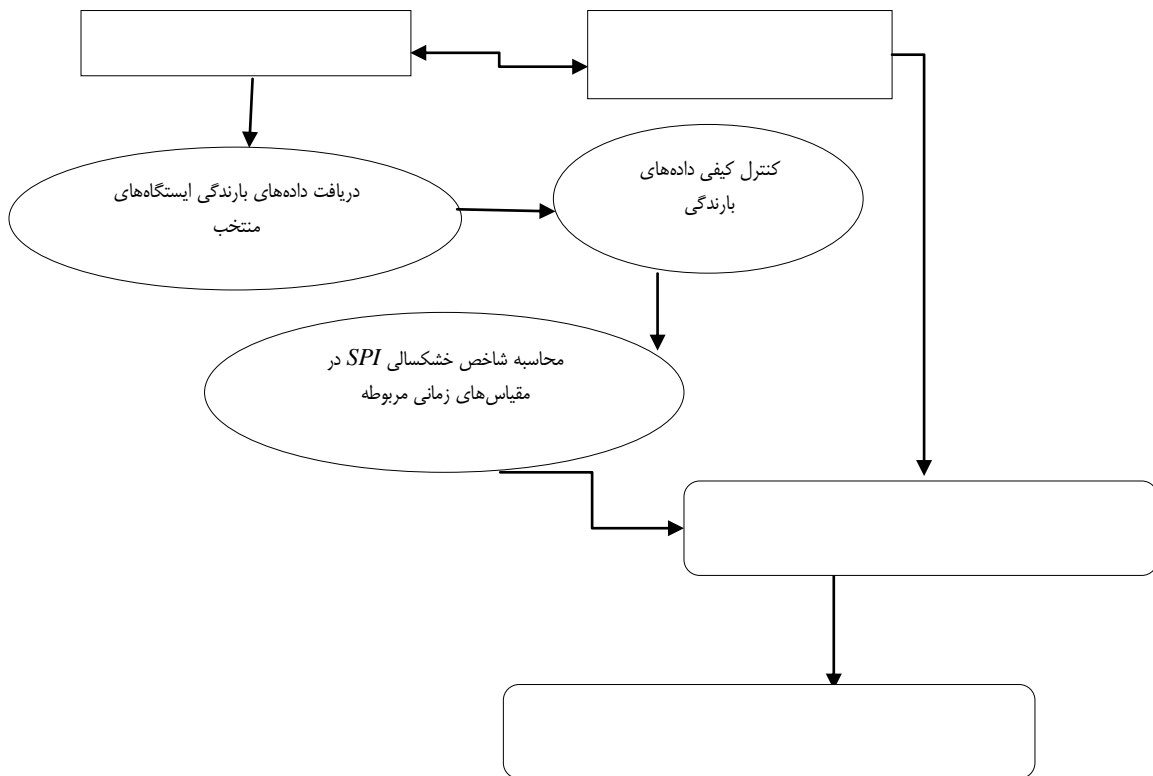 دریافت داده‌های بارندگی ایستگاه‌های
منتخب
کنترل کیفی داده‌های
بارندگی
محاسبه شاخص خشکسالی SPI در
مقیاس‌های زمانی مربوطه